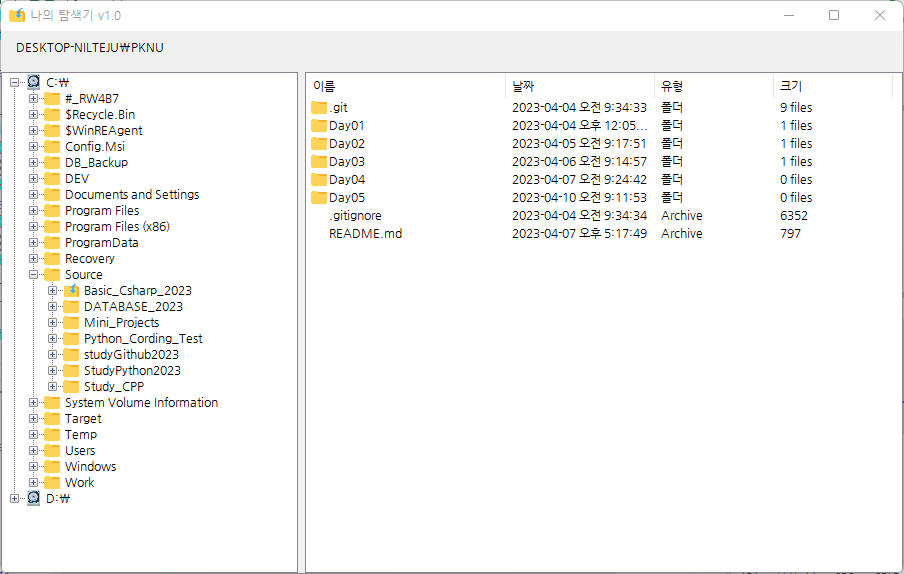 나의 탐색기 v1.0
DESKTOP-NILTEJU₩PKNU
C:₩
#_RW4B7
$Recycle.Bin
$WinREAgent
Config.Msi
DB_Backup
DEV
Documents and Settings
Program Files
Program Files (x86)
ProgramData
Recovery
Source
Basic_Csharp_2023
DATABASE_2023
Mini_Projects
Python_Cording_Test
studyGithub2023
StudyPython2023
Study_CPP
System Volume Information
Target
Temp
Users
Windows
Work
D:₩
이름 날짜 유형 크기
.git 2023-04-04 오전 9:34:33 폴더 9 files
Day01 2023-04-04 오후 12:05... 폴더 1 files
Day02 2023-04-05 오전 9:17:51 폴더 1 files
Day03 2023-04-06 오전 9:14:57 폴더 1 files
Day04 2023-04-07 오전 9:24:42 폴더 0 files
Day05 2023-04-10 오전 9:11:53 폴더 0 files
.gitignore 2023-04-04 오전 9:34:34 Archive 6352
README.md 2023-04-07 오후 5:17:49 Archive 797